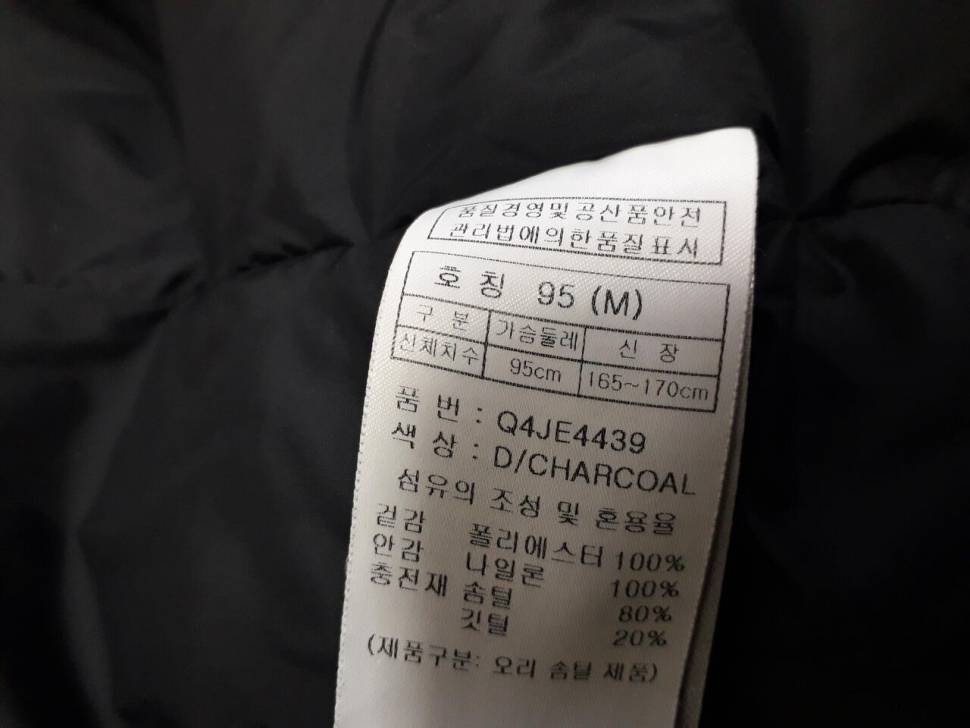 품질경영및 공산품안전
관리법에의한품질표시
호 칭 95 (M)
구 분 가슴둘레 신 장
신체치수 95cm 165~170cm
품 번 : Q4JE4439
색 상 : D/CHARCOAL
섬유의 조성 및 혼용율
겉감 폴리에스터 100%
안감 나일론 100%
충전재 솜털 80%
깃털 20%
(제품구분: 오리 솜털 제품)